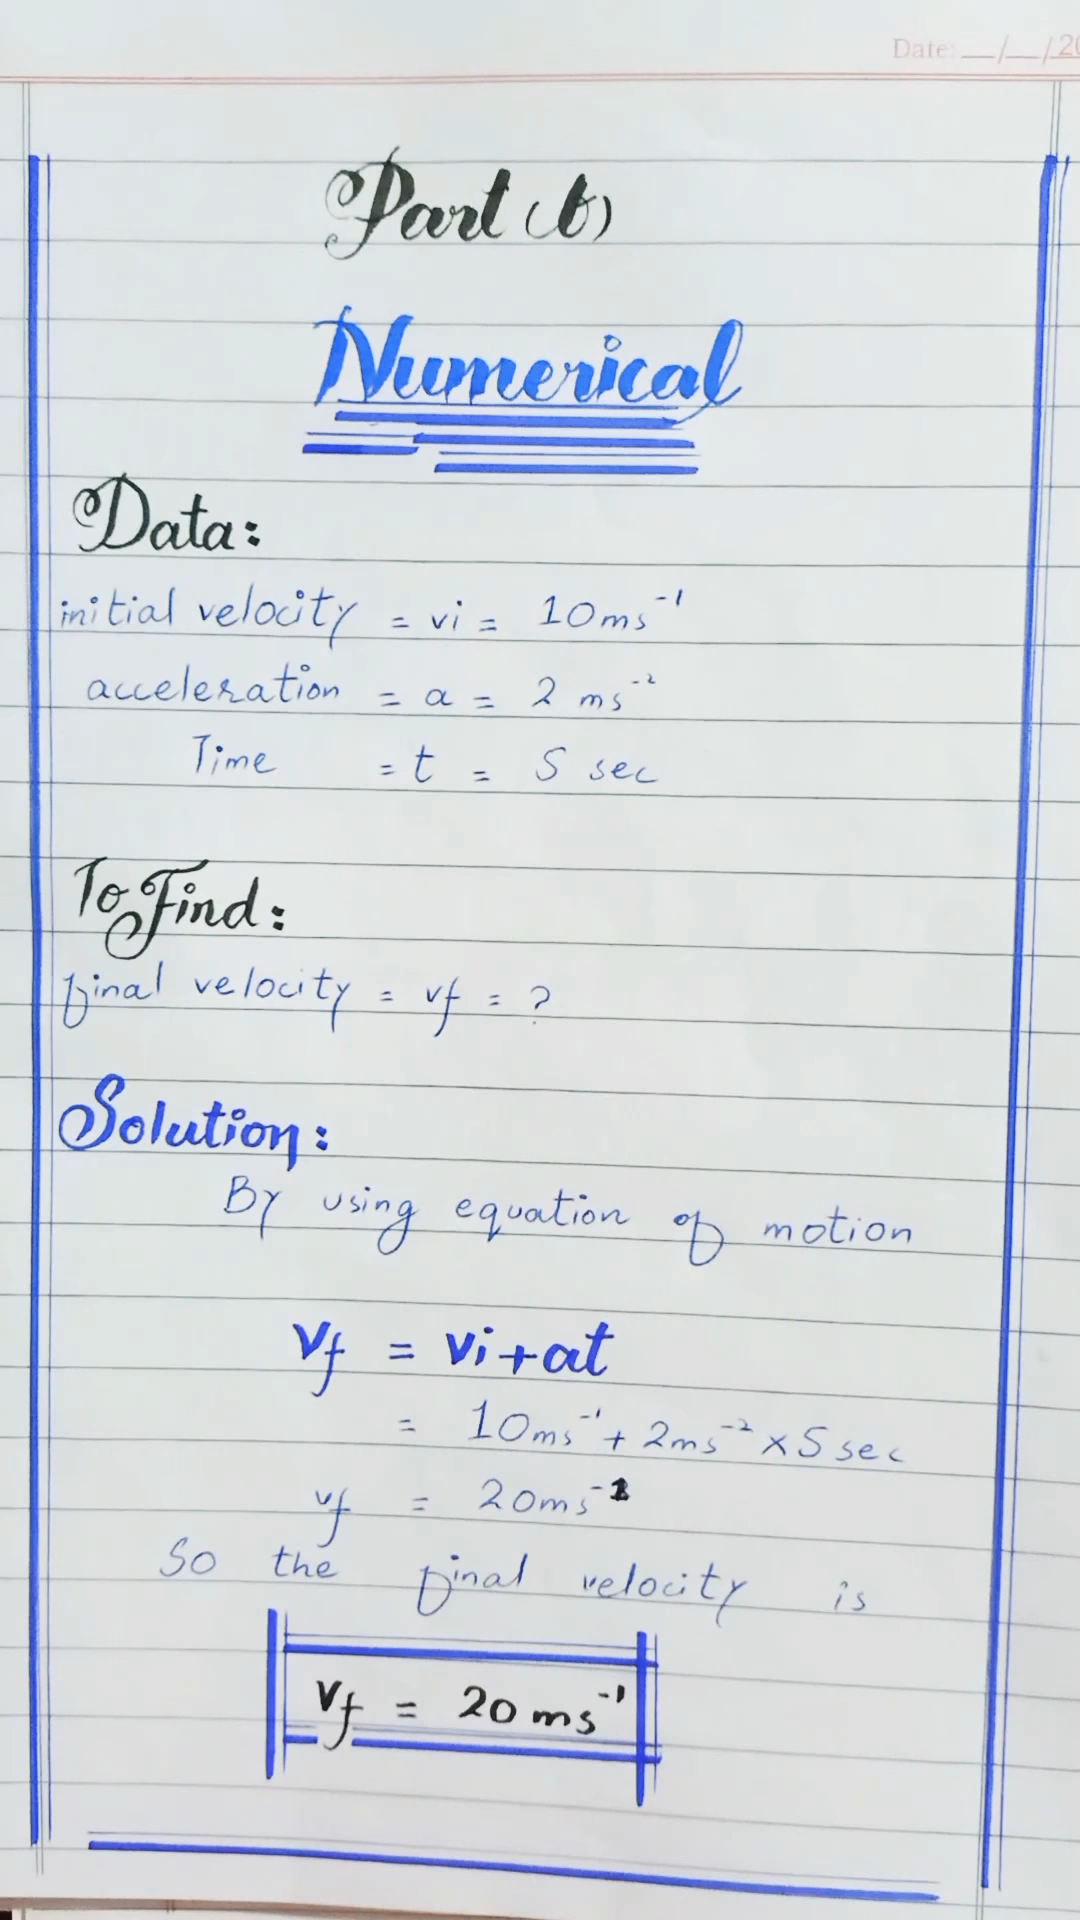 Date: __/__/20
Part (b)
Numerical
Data:
initial velocity = vi = 10ms⁻¹
acceleration = a = 2 ms⁻²
Time = t = 5 sec
To Find:
final velocity = vf = ?
Solution:
By using equation of motion
vf = vi+at
= 10ms⁻¹ + 2ms⁻² × 5 sec
vf = 20ms⁻¹
So the final velocity is
vf = 20 ms⁻¹